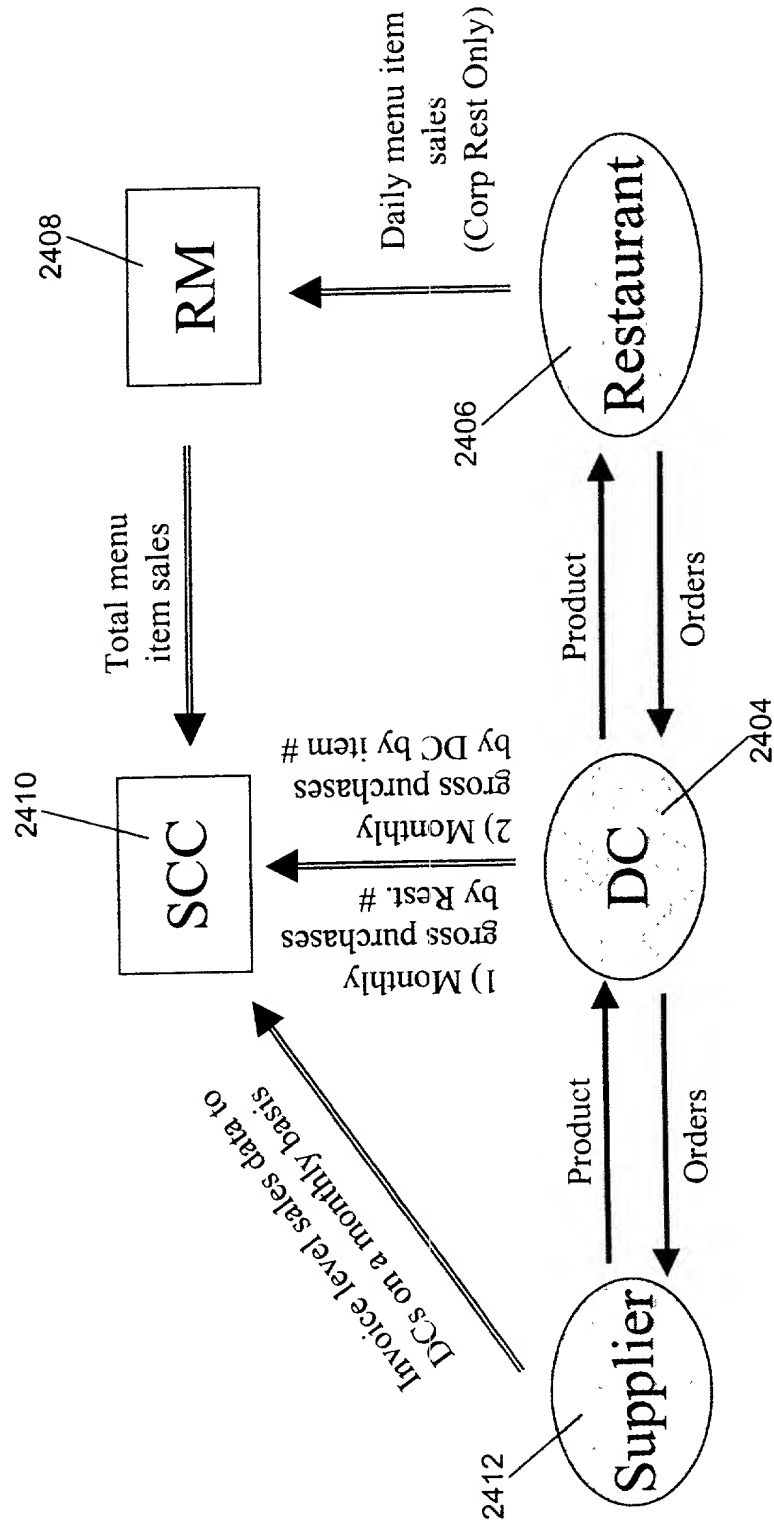 2410
SCC
Total menu
item sales
2408
RM
Invoice level sales data to
DCs on a monthly basis
1) Monthly
gross purchases
by Rest. #
2) Monthly
gross purchases
by DC by item #
Daily menu item
sales
(Corp Rest Only)
2412
Supplier
Product
Orders
DC
2404
Product
Orders
2406
Restaurant